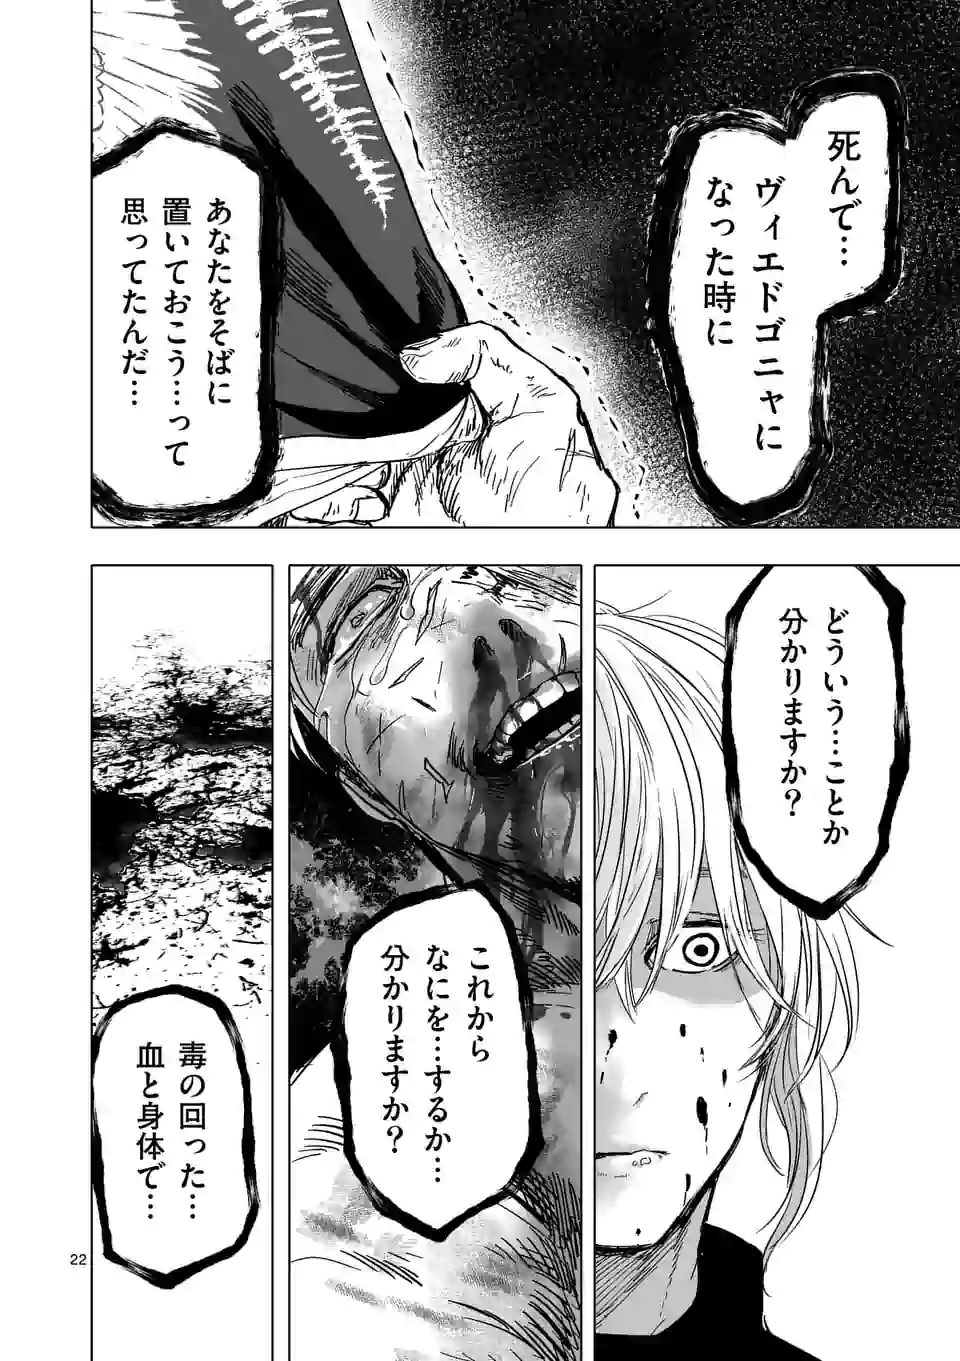 死んで…
ヴィエドゴニャに
なった時に
あなたをそばに
置いておこう…って
思ってたんだ…
どういう…ことか
分かりますか？
これから
なにを…するか…
分かりますか？
毒の回った…
血と身体で…
22